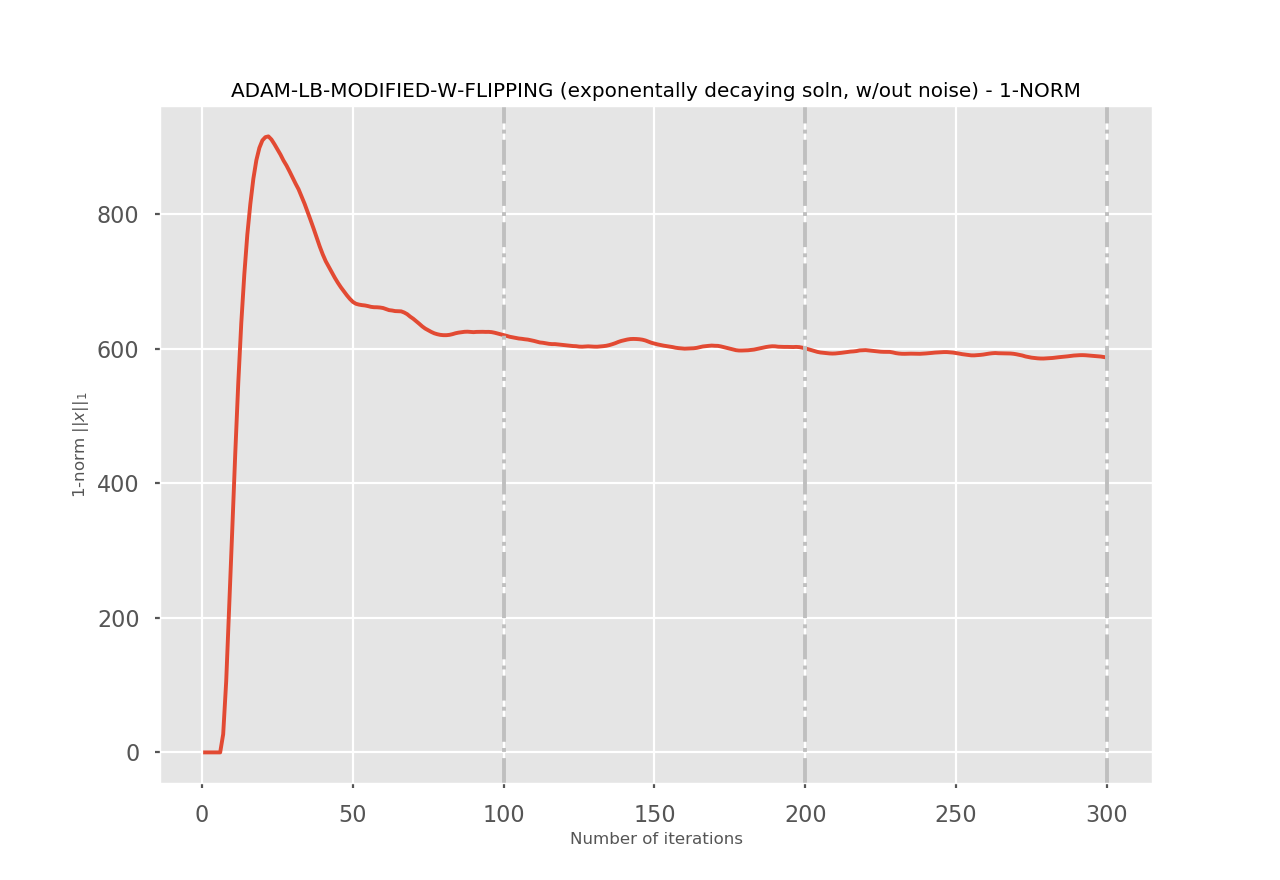 ADAM-LB-MODIFIED-W-FLIPPING (exponentially decaying soln, w/out noise) - 1-NORM
800
600
400
200
0
1-norm ||x||₁
0 50 100 150 200 250 300
Number of iterations